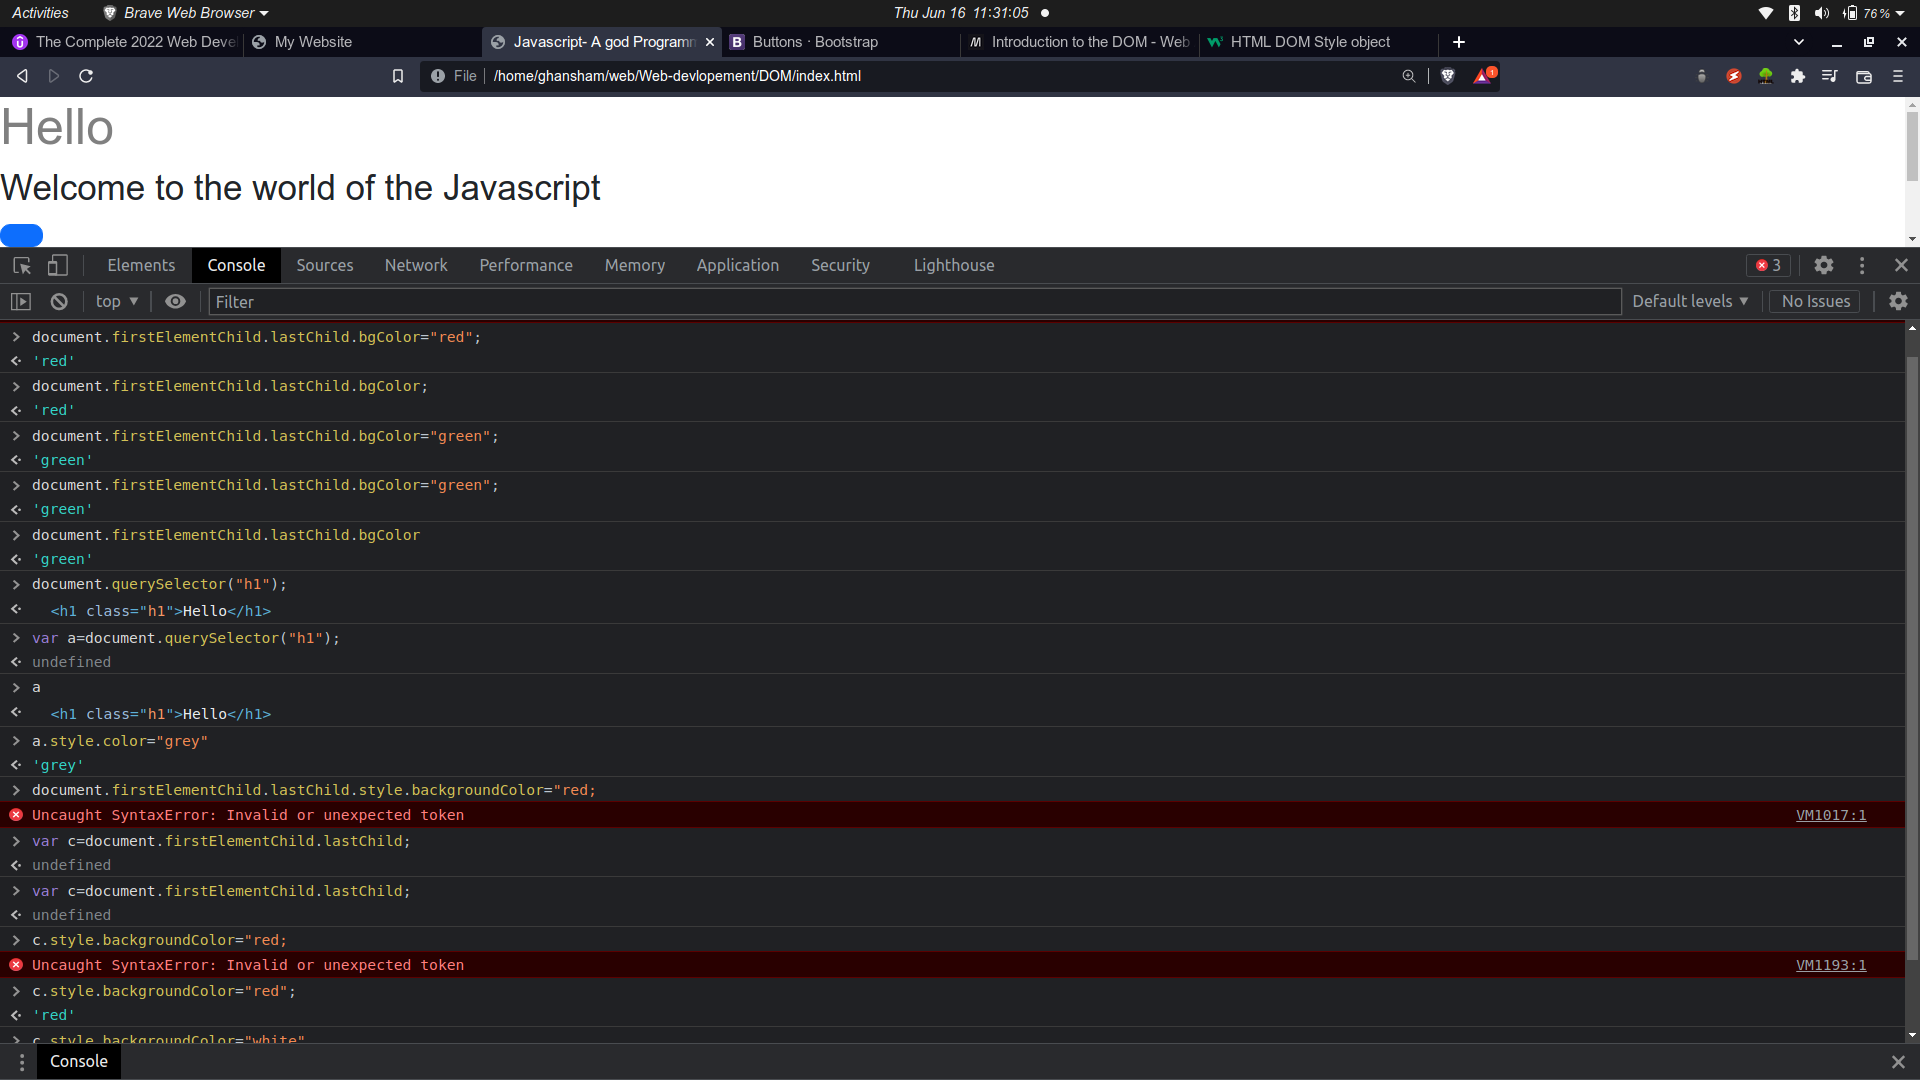 Activities Brave Web Browser Thu Jun 16 11:31:05 76 %
The Complete 2022 Web Deve My Website Javascript- A god Programm Buttons · Bootstrap Introduction to the DOM - Web HTML DOM Style object
File /home/ghansham/web/Web-devlopement/DOM/index.html 1
Hello
Welcome to the world of the Javascript
Elements Console Sources Network Performance Memory Application Security Lighthouse 3
top Filter Default levels No Issues
document.firstElementChild.lastChild.bgColor="red";
'red'
document.firstElementChild.lastChild.bgColor;
'red'
document.firstElementChild.lastChild.bgColor="green";
'green'
document.firstElementChild.lastChild.bgColor="green";
'green'
document.firstElementChild.lastChild.bgColor
'green'
document.querySelector("h1");
<h1 class="h1">Hello</h1>
var a=document.querySelector("h1");
undefined
a
<h1 class="h1">Hello</h1>
a.style.color="grey"
'grey'
document.firstElementChild.lastChild.style.backgroundColor="red;
Uncaught SyntaxError: Invalid or unexpected token VM1017:1
var c=document.firstElementChild.lastChild;
undefined
var c=document.firstElementChild.lastChild;
undefined
c.style.backgroundColor="red;
Uncaught SyntaxError: Invalid or unexpected token VM1193:1
c.style.backgroundColor="red";
'red'
c.style.backgroundColor="white"
Console